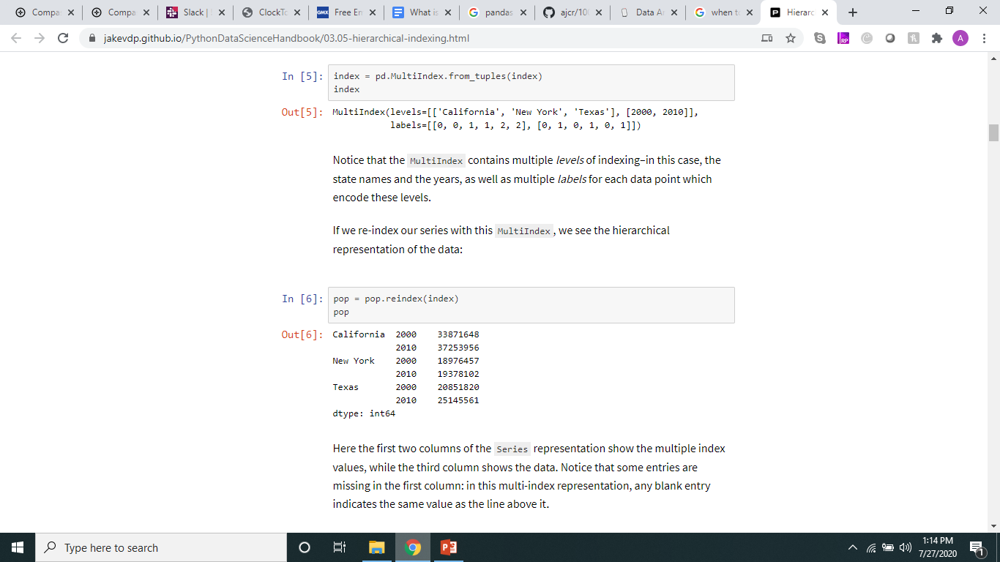 Compa
Compa
Slack |
ClockTo
GMX Free En
What is
pandas
ajcr/100
Data A
when t
Hierarc
jakevdp.github.io/PythonDataScienceHandbook/03.05-hierarchical-indexing.html
RP
A
In [5]: index = pd.MultiIndex.from_tuples(index)
index
Out[5]: MultiIndex(levels=[['California', 'New York', 'Texas'], [2000, 2010]],
labels=[[0, 0, 1, 1, 2, 2], [0, 1, 0, 1, 0, 1]])
Notice that the MultiIndex contains multiple levels of indexing–in this case, the
state names and the years, as well as multiple labels for each data point which
encode these levels.
If we re-index our series with this MultiIndex, we see the hierarchical
representation of the data:
In [6]: pop = pop.reindex(index)
pop
Out[6]: California 2000 33871648
2010 37253956
New York 2000 18976457
2010 19378102
Texas 2000 20851820
2010 25145561
dtype: int64
Here the first two columns of the Series representation show the multiple index
values, while the third column shows the data. Notice that some entries are
missing in the first column: in this multi-index representation, any blank entry
indicates the same value as the line above it.
Type here to search
1:14 PM
7/27/2020
1